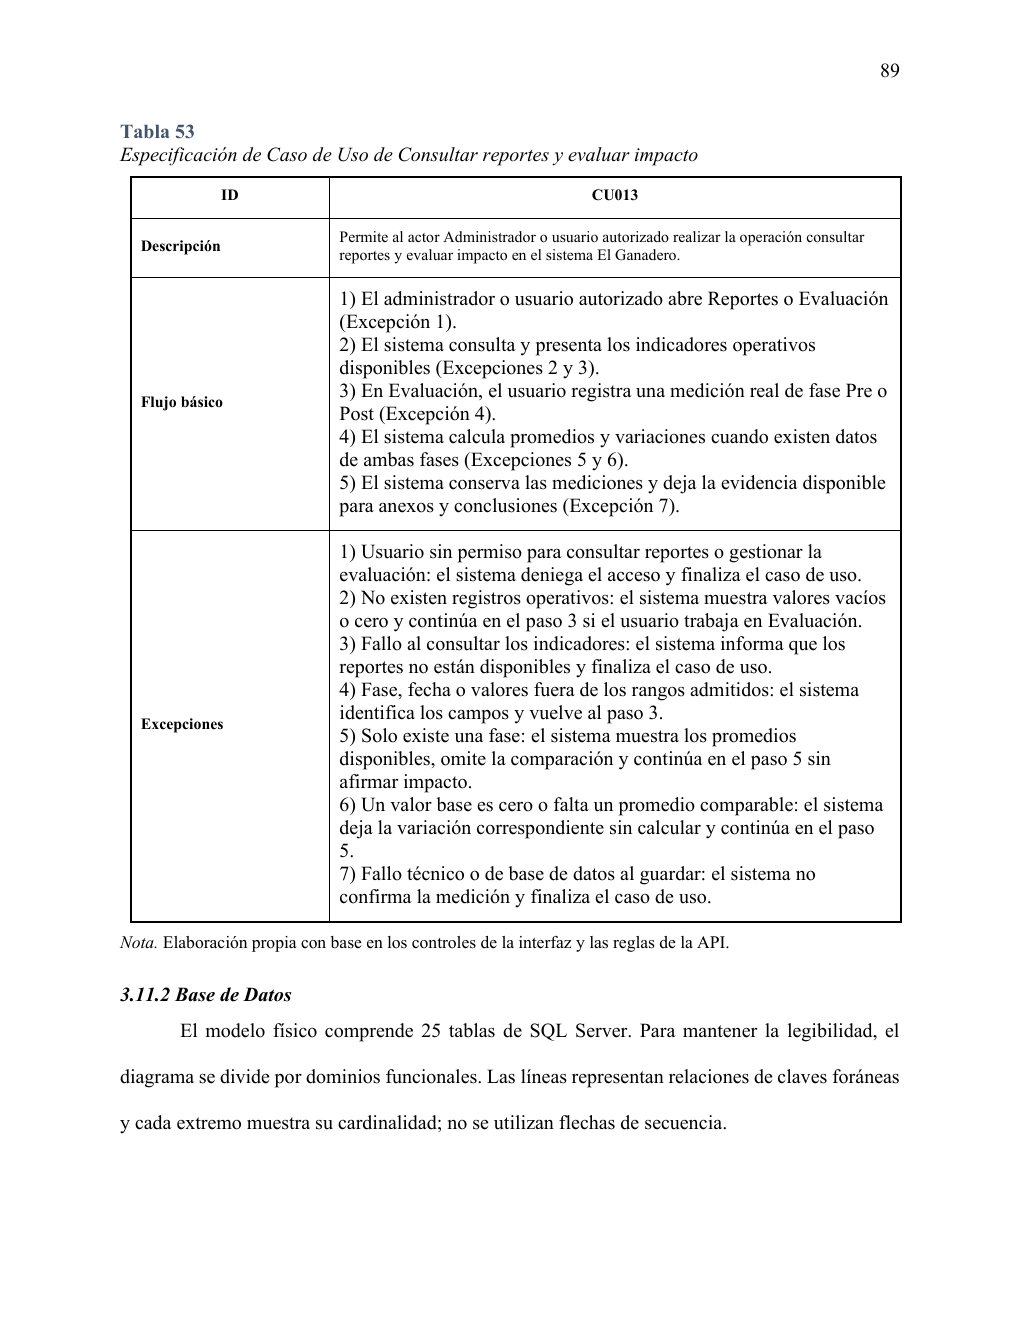 89
Tabla 53
Especificación de Caso de Uso de Consultar reportes y evaluar impacto
ID
CU013
Descripción
Permite al actor Administrador o usuario autorizado realizar la operación consultar
reportes y evaluar impacto en el sistema El Ganadero.
Flujo básico
1) El administrador o usuario autorizado abre Reportes o Evaluación
(Excepción 1).
2) El sistema consulta y presenta los indicadores operativos
disponibles (Excepciones 2 y 3).
3) En Evaluación, el usuario registra una medición real de fase Pre o
Post (Excepción 4).
4) El sistema calcula promedios y variaciones cuando existen datos
de ambas fases (Excepciones 5 y 6).
5) El sistema conserva las mediciones y deja la evidencia disponible
para anexos y conclusiones (Excepción 7).
Excepciones
1) Usuario sin permiso para consultar reportes o gestionar la
evaluación: el sistema deniega el acceso y finaliza el caso de uso.
2) No existen registros operativos: el sistema muestra valores vacíos
o cero y continúa en el paso 3 si el usuario trabaja en Evaluación.
3) Fallo al consultar los indicadores: el sistema informa que los
reportes no están disponibles y finaliza el caso de uso.
4) Fase, fecha o valores fuera de los rangos admitidos: el sistema
identifica los campos y vuelve al paso 3.
5) Solo existe una fase: el sistema muestra los promedios
disponibles, omite la comparación y continúa en el paso 5 sin
afirmar impacto.
6) Un valor base es cero o falta un promedio comparable: el sistema
deja la variación correspondiente sin calcular y continúa en el paso
5.
7) Fallo técnico o de base de datos al guardar: el sistema no
confirma la medición y finaliza el caso de uso.
Nota. Elaboración propia con base en los controles de la interfaz y las reglas de la API.
3.11.2 Base de Datos
El modelo físico comprende 25 tablas de SQL Server. Para mantener la legibilidad, el
diagrama se divide por dominios funcionales. Las líneas representan relaciones de claves foráneas
y cada extremo muestra su cardinalidad; no se utilizan flechas de secuencia.